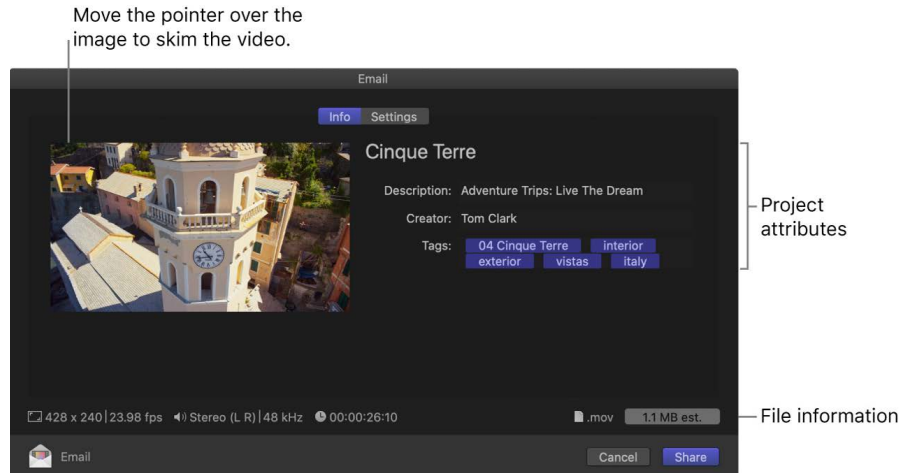 Move the pointer over the
image to skim the video.
Email
Info Settings
Cinque Terre
Description: Adventure Trips: Live The Dream
Creator: Tom Clark
Tags: 04 Cinque Terre interior
exterior vistas italy
Project
attributes
428 x 240|23.98 fps Stereo (L R)|48 kHz 00:00:26:10 .mov 1.1 MB est.
File information
Email Cancel Share